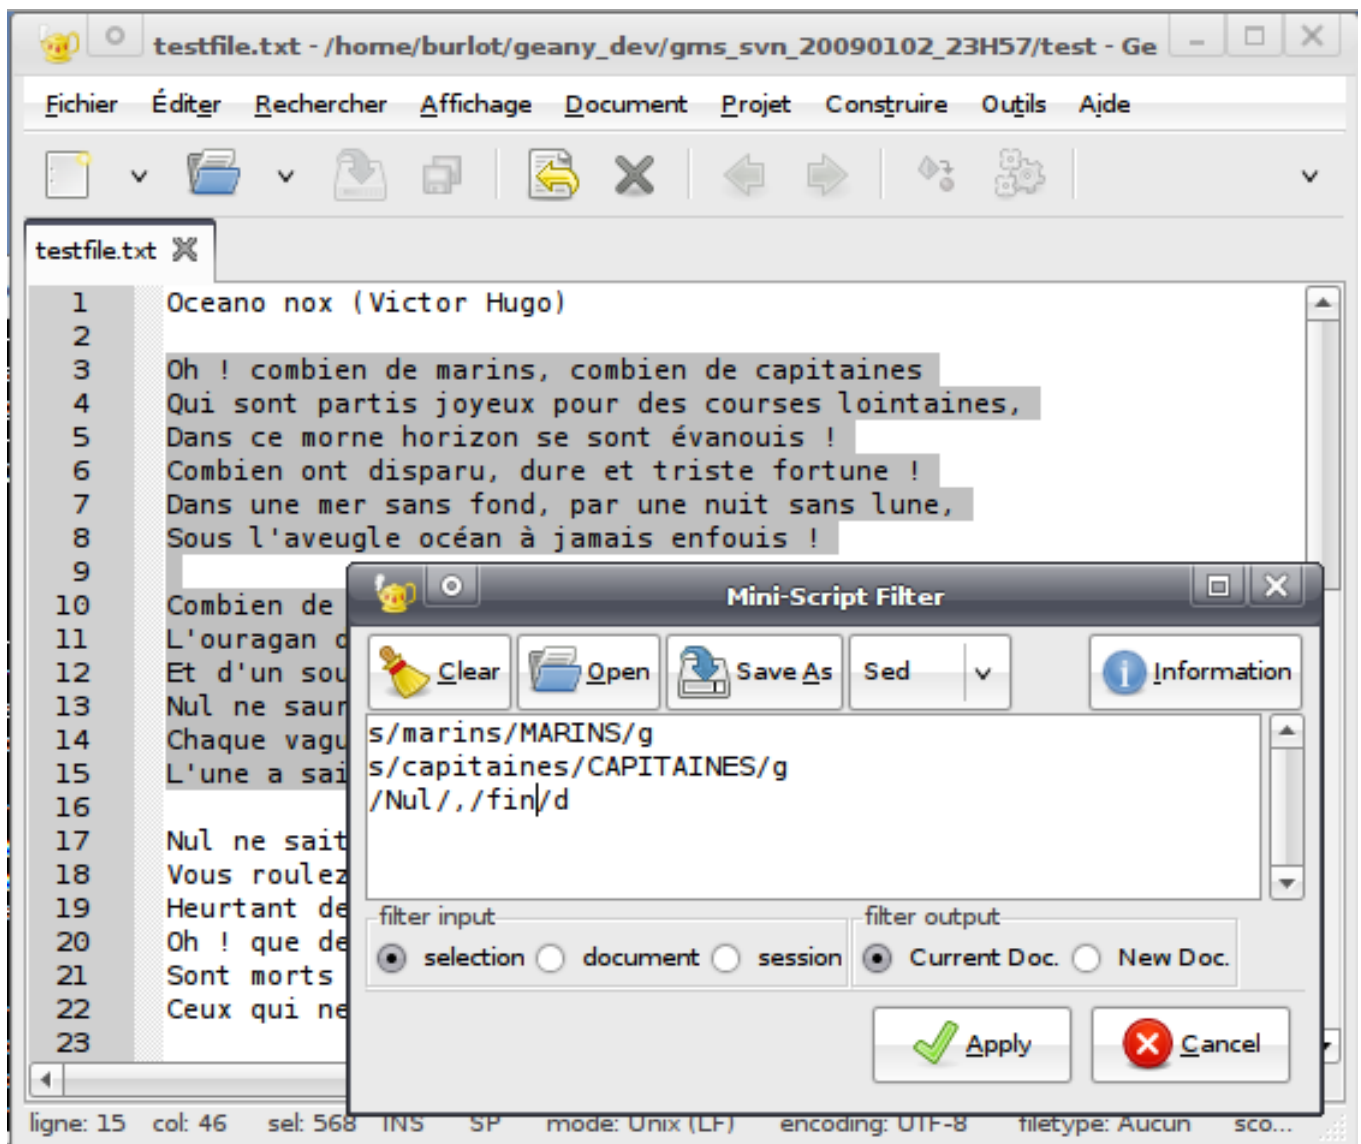 testfile.txt - /home/burlot/geany_dev/gms_svn_20090102_23H57/test - Ge
Fichier Éditer Rechercher Affichage Document Projet Construire Outils Aide
testfile.txt
1 Oceano nox (Victor Hugo)
2
3 Oh ! combien de marins, combien de capitaines
4 Qui sont partis joyeux pour des courses lointaines,
5 Dans ce morne horizon se sont évanouis !
6 Combien ont disparu, dure et triste fortune !
7 Dans une mer sans fond, par une nuit sans lune,
8 Sous l'aveugle océan à jamais enfouis !
9
10 Combien de
11 L'ouragan
12 Et d'un sou
13 Nul ne saur
14 Chaque vagu
15 L'une a sai
16
17 Nul ne sait
18 Vous roulez
19 Heurtant de
20 Oh ! que de
21 Sont morts
22 Ceux qui ne
23
Mini-Script Filter
Clear Open Save As Sed Information
s/marins/MARINS/g
s/capitaines/CAPITAINES/g
/Nul/,/fin/d
filter input filter output
selection document session Current Doc. New Doc.
Apply Cancel
ligne: 15 col: 46 sel: 568 INS SP mode: Unix (LF) encoding: UTF-8 filetype: Aucun sco...